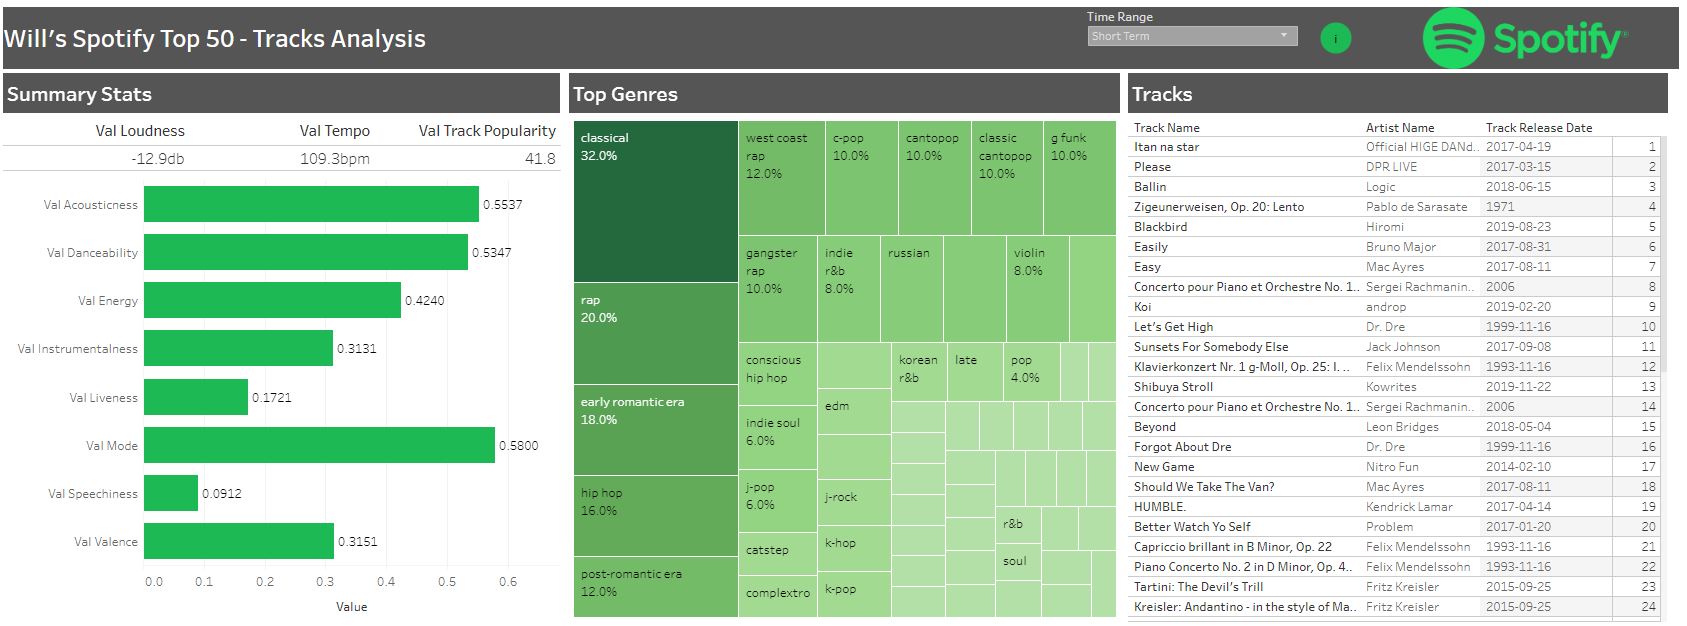 Time Range
Will's Spotify Top 50 - Tracks Analysis
Short Term
i
Spotify®
Summary Stats
Val Loudness Val Tempo Val Track Popularity
-12.9db 109.3bpm 41.8
Val Acousticness 0.5537
Val Danceability 0.5347
Val Energy 0.4240
Val Instrumentalness 0.3131
Val Liveness 0.1721
Val Mode 0.5800
Val Speechiness 0.0912
Val Valence 0.3151
0.0 0.1 0.2 0.3 0.4 0.5 0.6
Value
Top Genres
classical
32.0%
rap
20.0%
early romantic era
18.0%
hip hop
16.0%
post-romantic era
12.0%
west coast
rap
12.0%
c-pop
10.0%
cantopop
10.0%
classic
cantopop
10.0%
g funk
10.0%
gangster
rap
10.0%
indie
r&b
8.0%
russian
violin
8.0%
conscious
hip hop
indie soul
6.0%
j-pop
6.0%
catstep
complextro
edm
j-rock
k-hop
k-pop
korean
r&b
late
pop
4.0%
r&b
soul
Tracks
Track Name Artist Name Track Release Date
Itan na star Official HIGE DANd.. 2017-04-19 1
Please DPR LIVE 2017-03-15 2
Ballin Logic 2018-06-15 3
Zigeunerweisen, Op. 20: Lento Pablo de Sarasate 1971 4
Blackbird Hiromi 2019-08-23 5
Easily Bruno Major 2017-08-31 6
Easy Mac Ayres 2017-08-11 7
Concerto pour Piano et Orchestre No. 1.. Sergei Rachmanin.. 2006 8
Koi androp 2019-02-20 9
Let's Get High Dr. Dre 1999-11-16 10
Sunsets For Somebody Else Jack Johnson 2017-09-08 11
Klavierkonzert Nr. 1 g-Moll, Op. 25: I. .. Felix Mendelssohn 1993-11-16 12
Shibuya Stroll Kowrites 2019-11-22 13
Concerto pour Piano et Orchestre No. 1.. Sergei Rachmanin.. 2006 14
Beyond Leon Bridges 2018-05-04 15
Forgot About Dre Dr. Dre 1999-11-16 16
New Game Nitro Fun 2014-02-10 17
Should We Take The Van? Mac Ayres 2017-08-11 18
HUMBLE. Kendrick Lamar 2017-04-14 19
Better Watch Yo Self Problem 2017-01-20 20
Capriccio brillant in B Minor, Op. 22 Felix Mendelssohn 1993-11-16 21
Piano Concerto No. 2 in D Minor, Op. 4.. Felix Mendelssohn 1993-11-16 22
Tartini: The Devil's Trill Fritz Kreisler 2015-09-25 23
Kreisler: Andantino - in the style of Ma.. Fritz Kreisler 2015-09-25 24